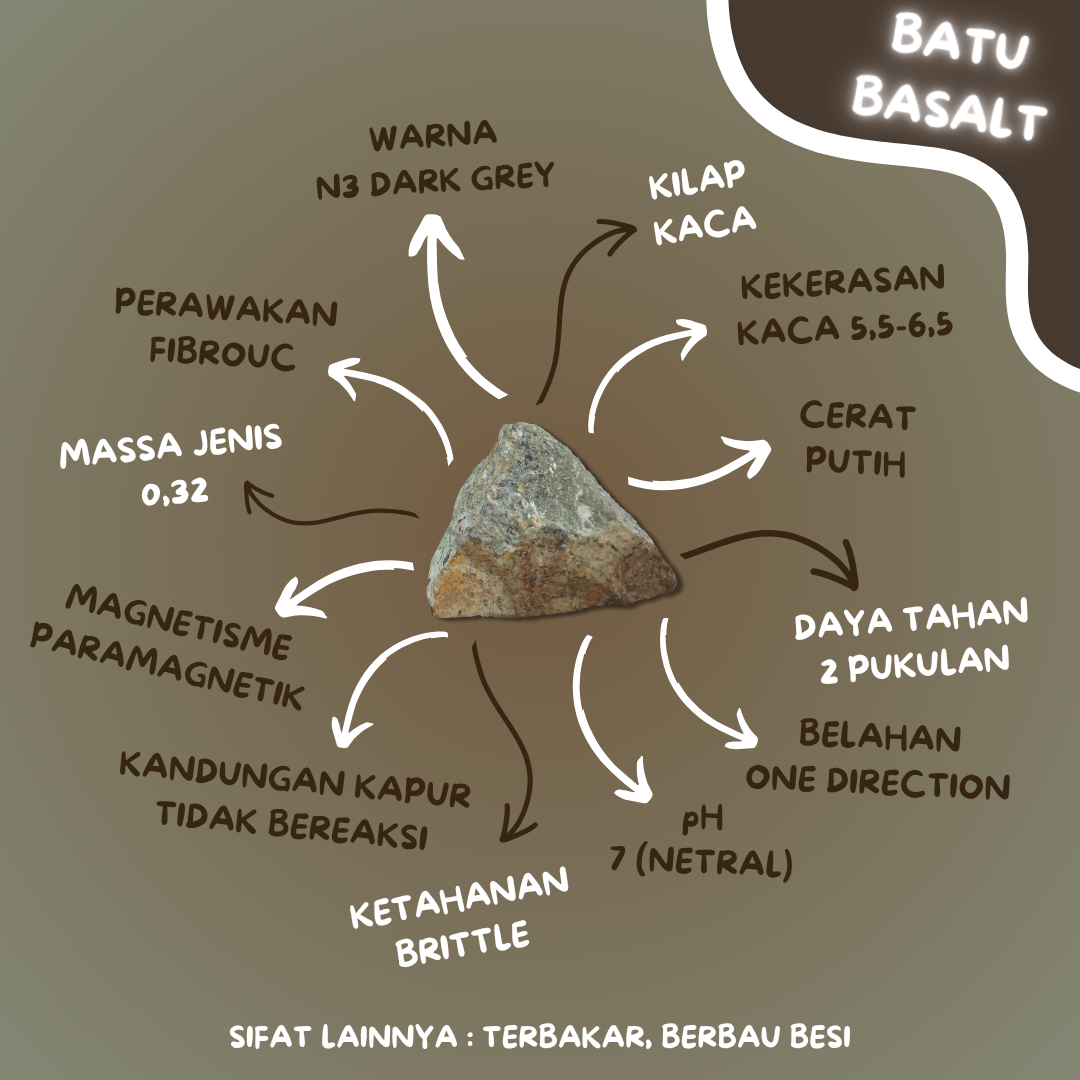 BATU
BASALT
WARNA
N3 DARK GREY
KILAP
KACA
KEKERASAN
KACA 5,5-6,5
PERAWAKAN
FIBROUC
CERAT
PUTIH
MASSA JENIS
0,32
DAYA TAHAN
2 PUKULAN
MAGNETISME
PARAMAGNETIK
BELAHAN
ONE DIRECTION
KANDUNGAN KAPUR
TIDAK BEREAKSI
pH
7 (NETRAL)
KETAHANAN
BRITTLE
SIFAT LAINNYA : TERBAKAR, BERBAU BESI